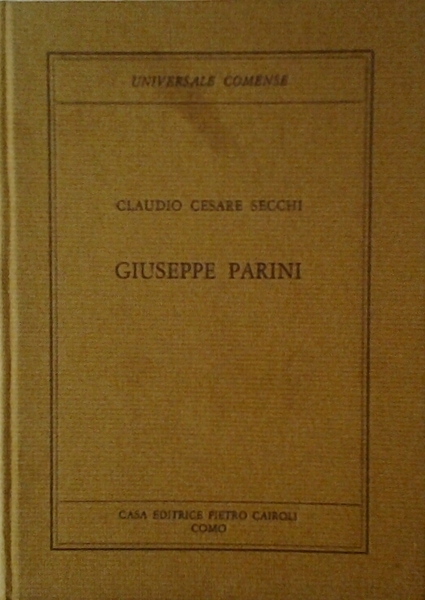 UNIVERSALE COMENSE
CLAUDIO CESARE SECCHI
GIUSEPPE PARINI
CASA EDITRICE PIETRO CAIROLI
COMO